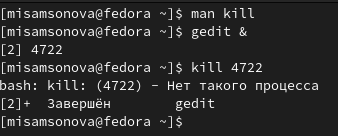 [misamsonova@fedora ~]$ man kill
[misamsonova@fedora ~]$ gedit &
[2] 4722
[misamsonova@fedora ~]$ kill 4722
bash: kill: (4722) - Нет такого процесса
[2]+  Завершён        gedit
[misamsonova@fedora ~]$